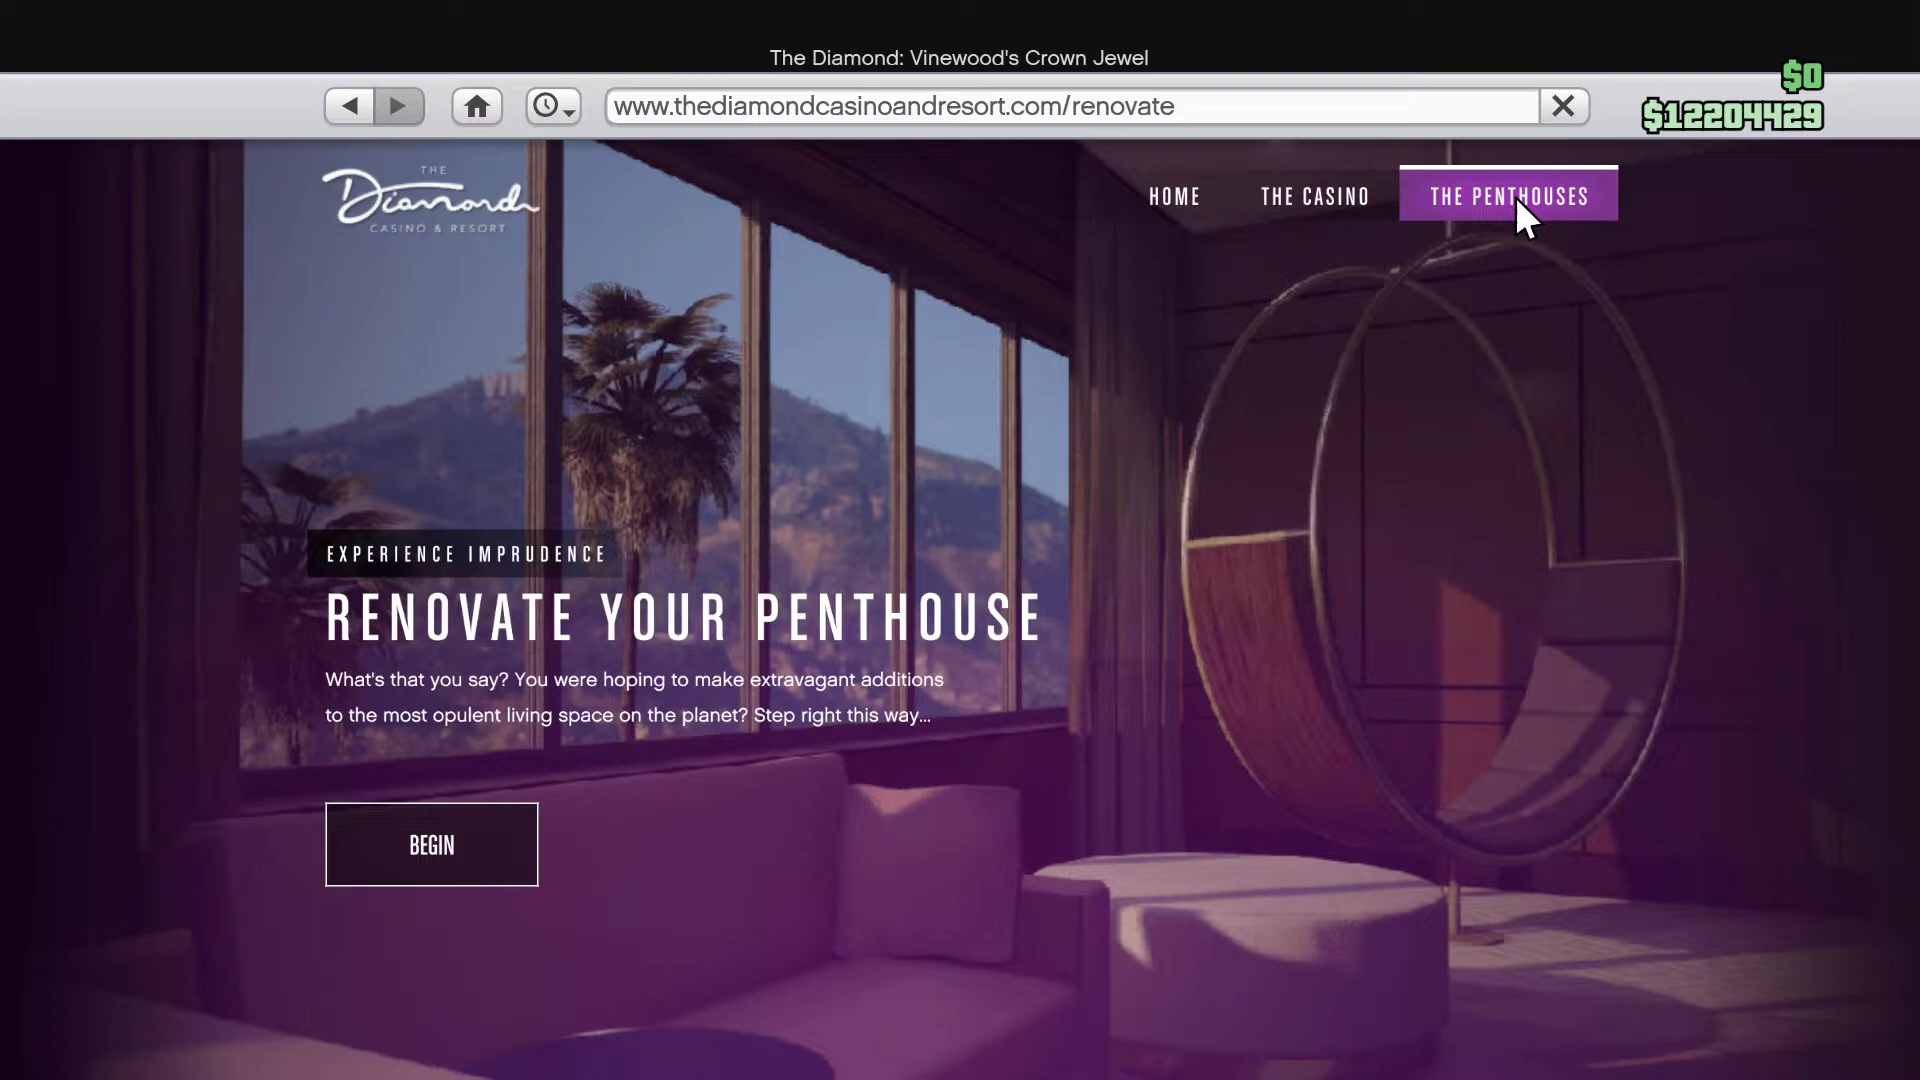 The Diamond: Vinewood's Crown Jewel
$0
www.thediamondcasinoandresort.com/renovate
$12204429
THE
Diamond
CASINO & RESORT
HOME
THE CASINO
THE PENTHOUSES
EXPERIENCE IMPRUDENCE
RENOVATE YOUR PENTHOUSE
What's that you say? You were hoping to make extravagant additions
to the most opulent living space on the planet? Step right this way...
BEGIN